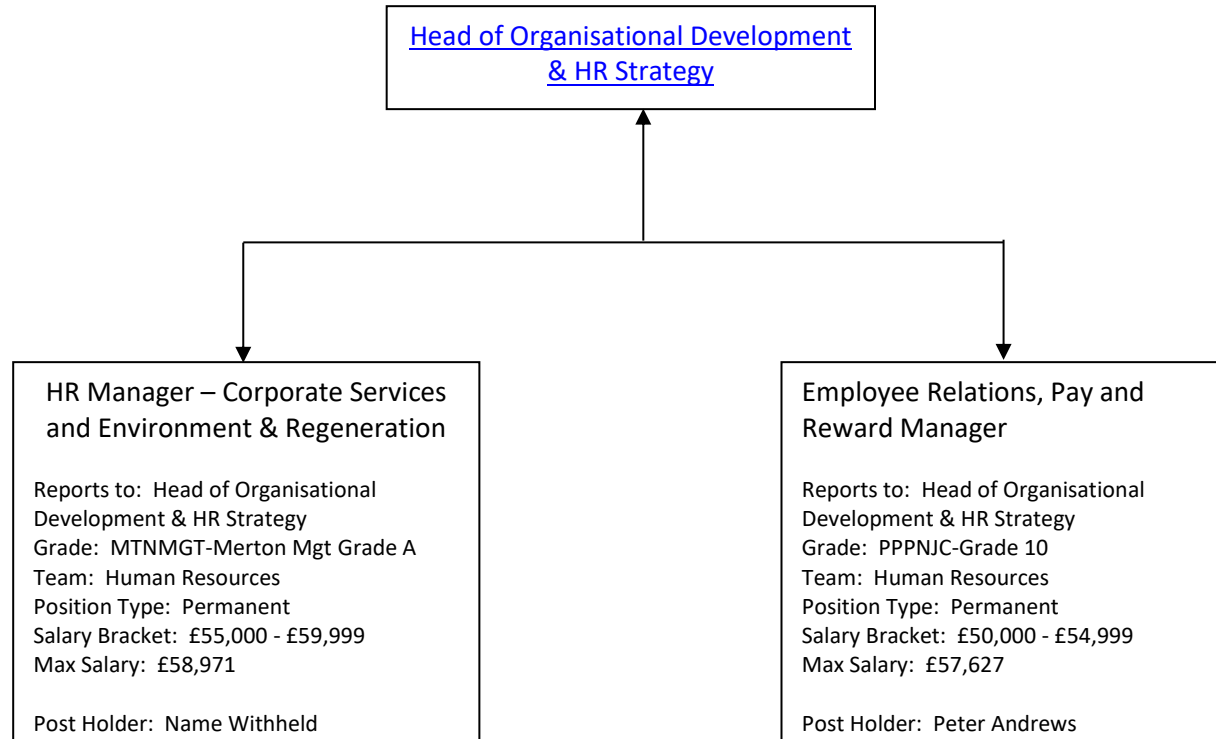 Head of Organisational Development
& HR Strategy
HR Manager – Corporate Services
and Environment & Regeneration
Reports to:  Head of Organisational
Development & HR Strategy
Grade:  MTNMGT-Merton Mgt Grade A
Team:  Human Resources
Position Type:  Permanent
Salary Bracket:  £55,000 - £59,999
Max Salary:  £58,971
Post Holder:  Name Withheld
Employee Relations, Pay and
Reward Manager
Reports to:  Head of Organisational
Development & HR Strategy
Grade:  PPPNJC-Grade 10
Team:  Human Resources
Position Type:  Permanent
Salary Bracket:  £50,000 - £54,999
Max Salary:  £57,627
Post Holder:  Peter Andrews